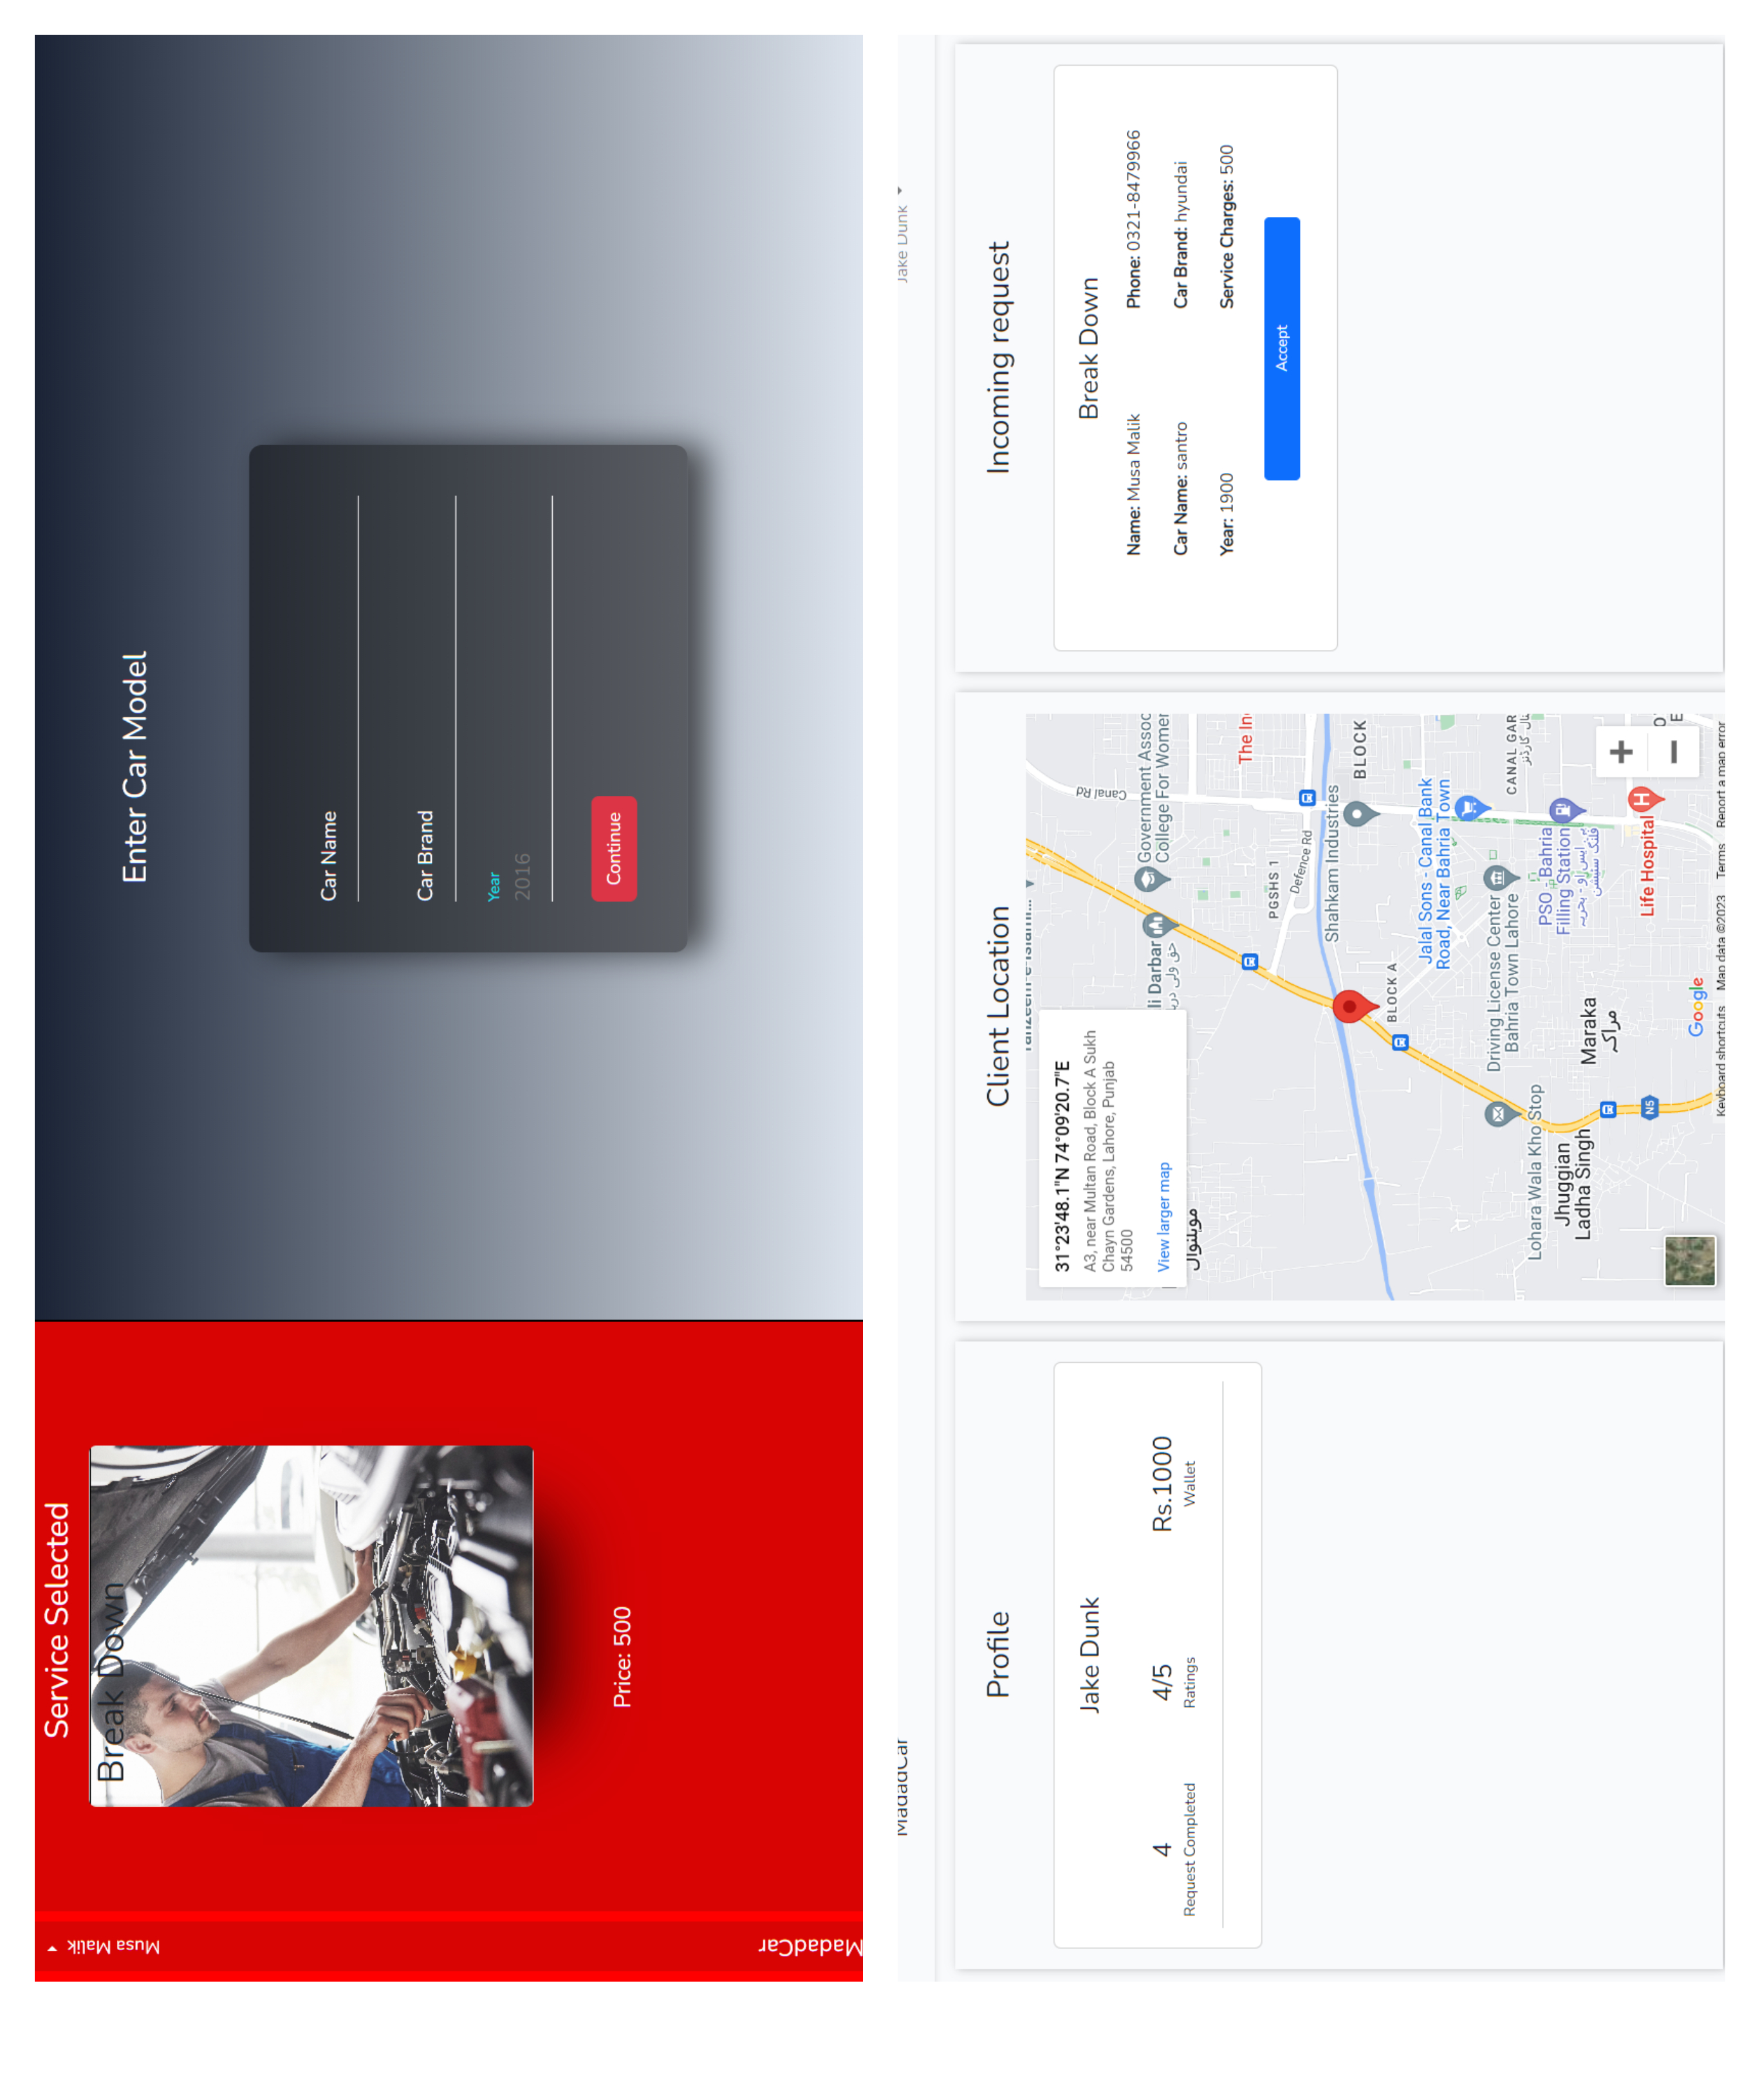 Musa Malik
MadadCar
Service Selected
Break Down
Price: 500
Enter Car Model
Car Name
Car Brand
Year
2016
Continue
MadadCar
Jake Dunk
Profile
Jake Dunk
4
Request Completed
4/5
Ratings
Rs.1000
Wallet
Client Location
Tanzeem-e-Islami...
31°23'48.1"N 74°09'20.7"E
A3, near Multan Road, Block A Sukh
Chayn Gardens, Lahore, Punjab
54500
View larger map
li Darbar
حق ولی دربار
موہلنوال
Canal Rd
Government Assoc
College For Womer
The In
PGSHS 1
Defence Rd
Shahkam Industries
BLOCK
BLOCK A
Jalal Sons - Canal Bank
Road, Near Bahria Town
Driving License Center
Bahria Town Lahore
CANAL GAR
Lohara Wala Kho Stop
PSO - Bahria
Filling Station
پی ایس او - بحریہ
فلنگ سٹیشن
Jhuggian
Ladha Singh
Maraka
مراکہ
N5
Life Hospital
H
Google
Keyboard shortcuts Map data ©2023 Terms Report a map error
Incoming request
Break Down
Name: Musa Malik
Phone: 0321-8479966
Car Name: santro
Car Brand: hyundai
Year: 1900
Service Charges: 500
Accept